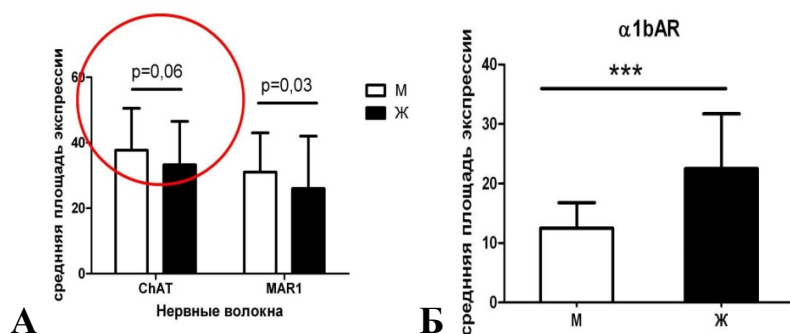 средняя площадь экспрессии
60
40
20
0
p=0,06
p=0,03
М
Ж
ChAT
MAR1
Нервные волокна
А
α1bAR
средняя площадь экспрессии
40
30
20
10
0
***
М
Ж
Б